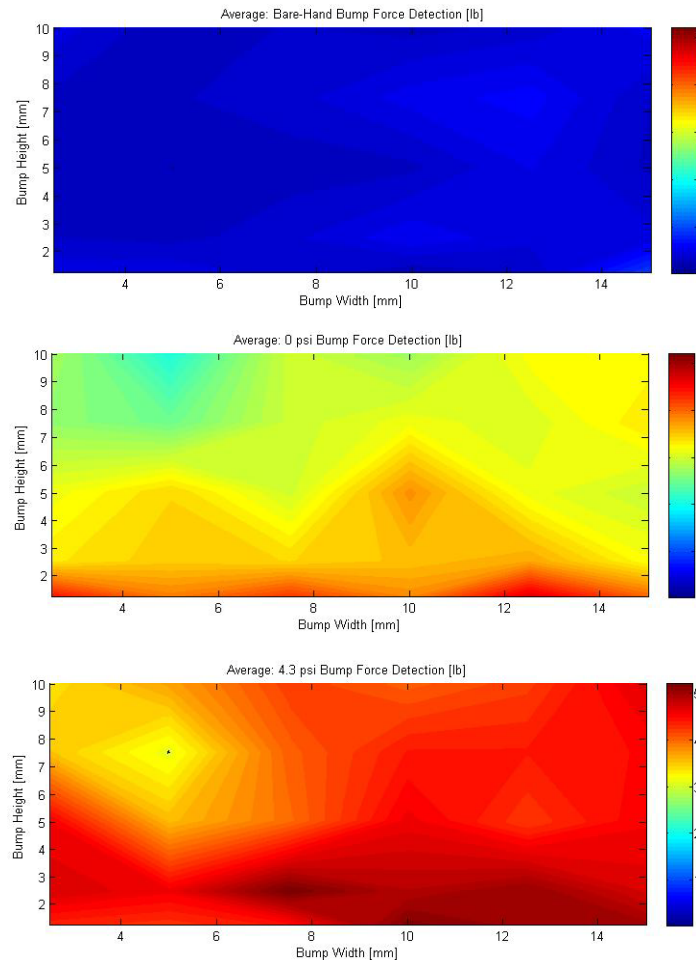 Average: Bare-Hand Bump Force Detection [lb]
10
9
8
7
6
5
4
3
2
Bump Height [mm]
4 6 8 10 12 14
Bump Width [mm]
Average: 0 psi Bump Force Detection [lb]
10
9
8
7
6
5
4
3
2
Bump Height [mm]
4 6 8 10 12 14
Bump Width [mm]
Average: 4.3 psi Bump Force Detection [lb]
10
9
8
7
6
5
4
3
2
Bump Height [mm]
4 6 8 10 12 14
Bump Width [mm]